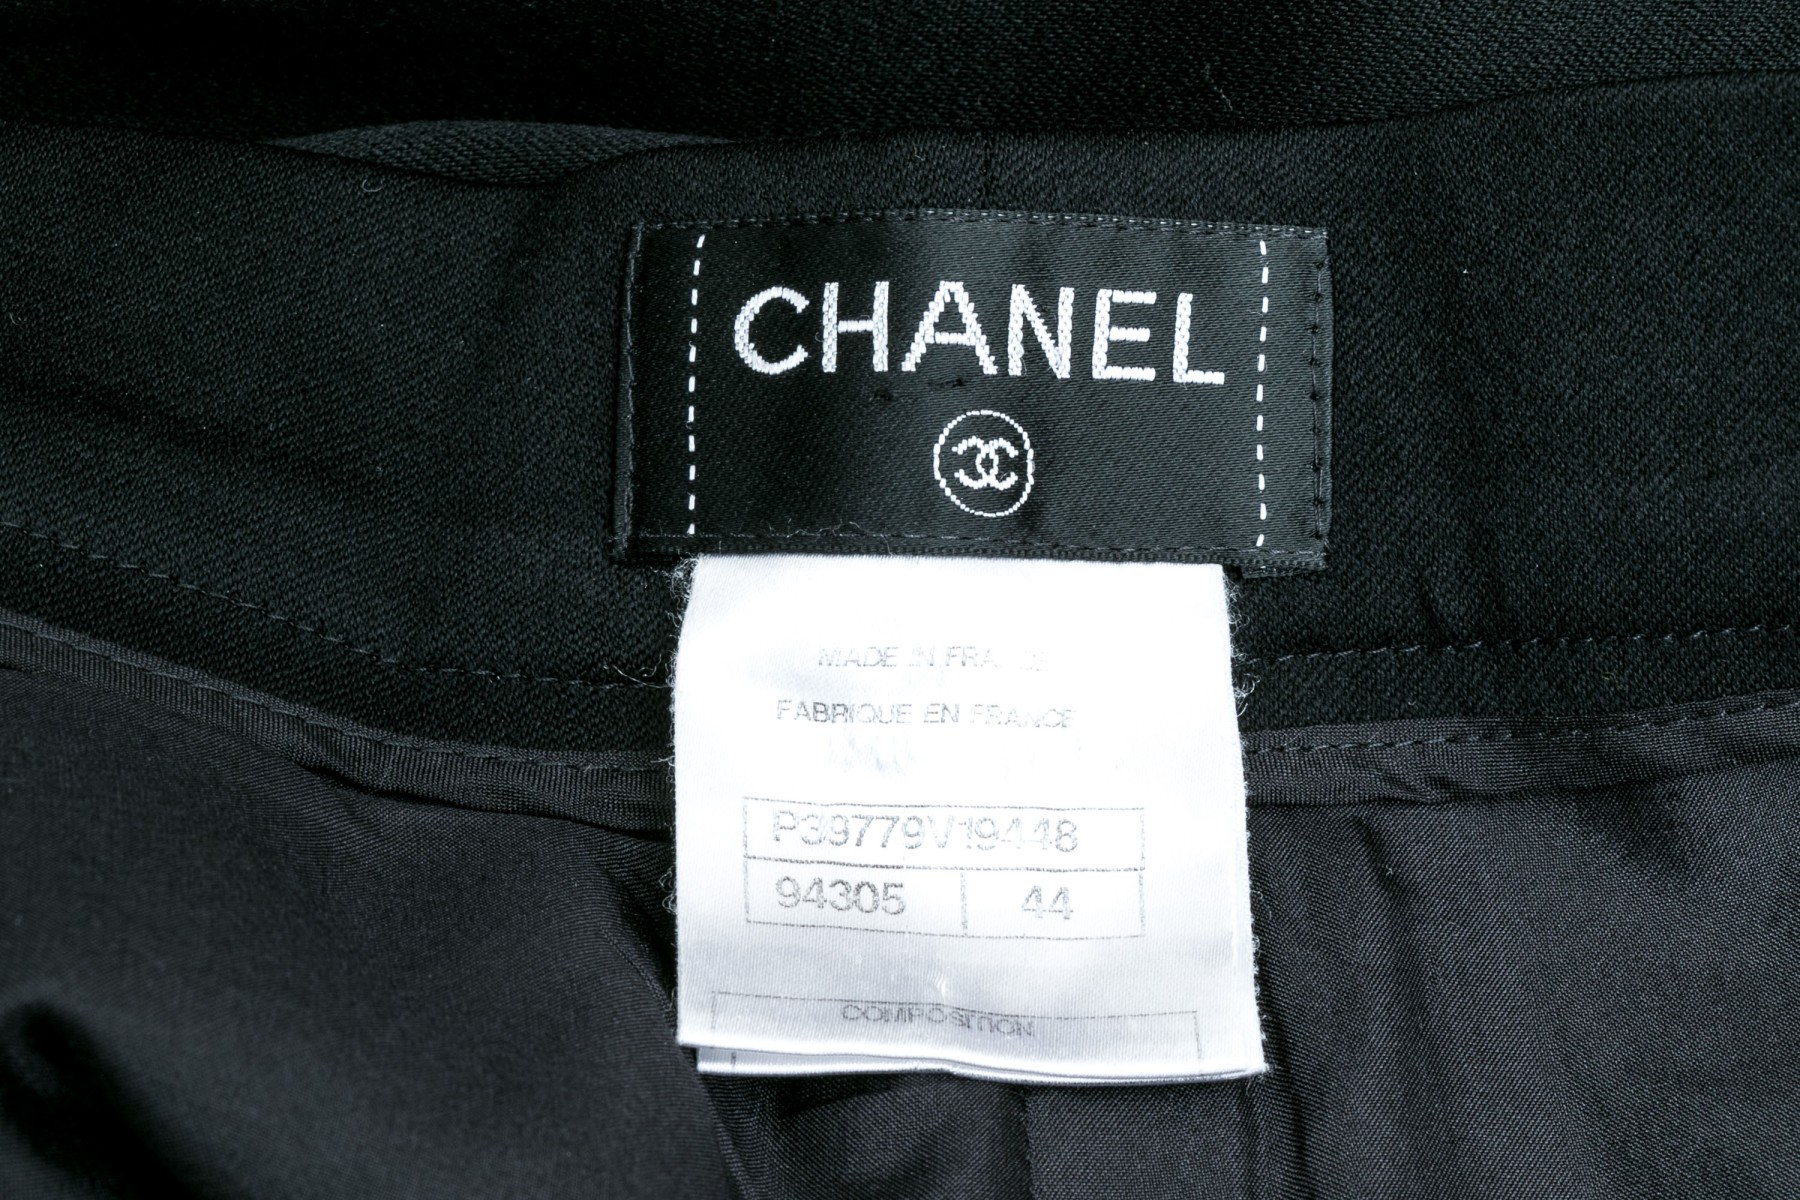 CHANEL
MADE IN FRANCE
FABRIQUE EN FRANCE
P39779V19448
94305 44
COMPOSITION